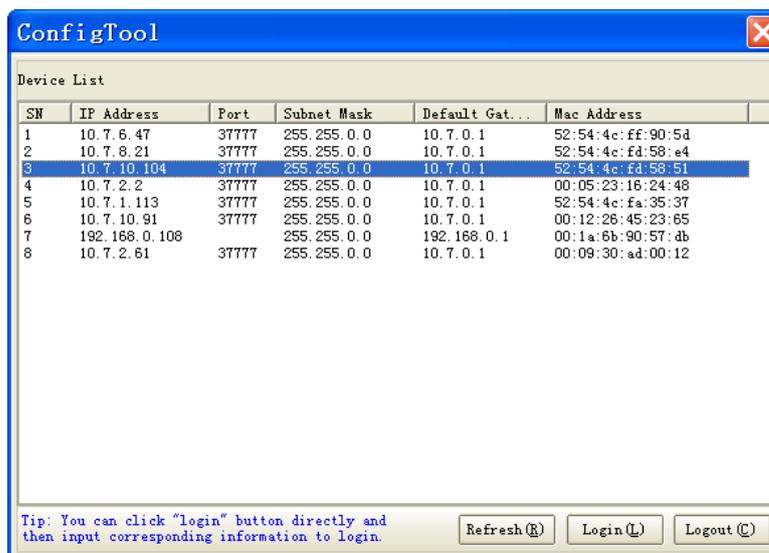 ConfigTool
Device List
SN IP Address Port Subnet Mask Default Gat... Mac Address
1 10.7.6.47 37777 255.255.0.0 10.7.0.1 52:54:4c:ff:90:5d
2 10.7.8.21 37777 255.255.0.0 10.7.0.1 52:54:4c:fd:58:e4
3 10.7.10.104 37777 255.255.0.0 10.7.0.1 52:54:4c:fd:58:51
4 10.7.2.2 37777 255.255.0.0 10.7.0.1 00:05:23:16:24:48
5 10.7.1.113 37777 255.255.0.0 10.7.0.1 52:54:4c:fa:35:37
6 10.7.10.91 37777 255.255.0.0 10.7.0.1 00:12:26:45:23:65
7 192.168.0.108 255.255.0.0 192.168.0.1 00:1a:6b:90:57:db
8 10.7.2.61 37777 255.255.0.0 10.7.0.1 00:09:30:ad:00:12
Tip: You can click "login" button directly and
then input corresponding information to login.
Refresh(R) Login(L) Logout(C)